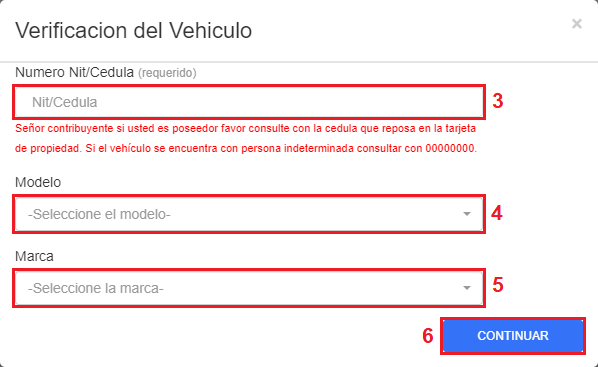 Verificacion del Vehiculo
×
Numero Nit/Cedula (requerido)
Nit/Cedula
3
Señor contribuyente si usted es poseedor favor consulte con la cedula que reposa en la tarjeta
de propiedad. Si el vehículo se encuentra con persona indeterminada consultar con 00000000.
Modelo
-Seleccione el modelo-
4
Marca
-Seleccione la marca-
5
6
CONTINUAR